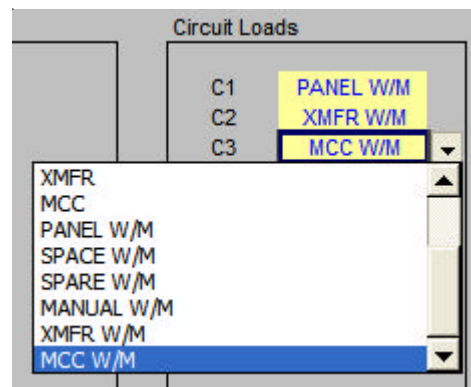 Circuit Loads
C1 PANEL W/M
C2 XMFR W/M
C3 MCC W/M
XMFR
MCC
PANEL W/M
SPACE W/M
SPARE W/M
MANUAL W/M
XMFR W/M
MCC W/M